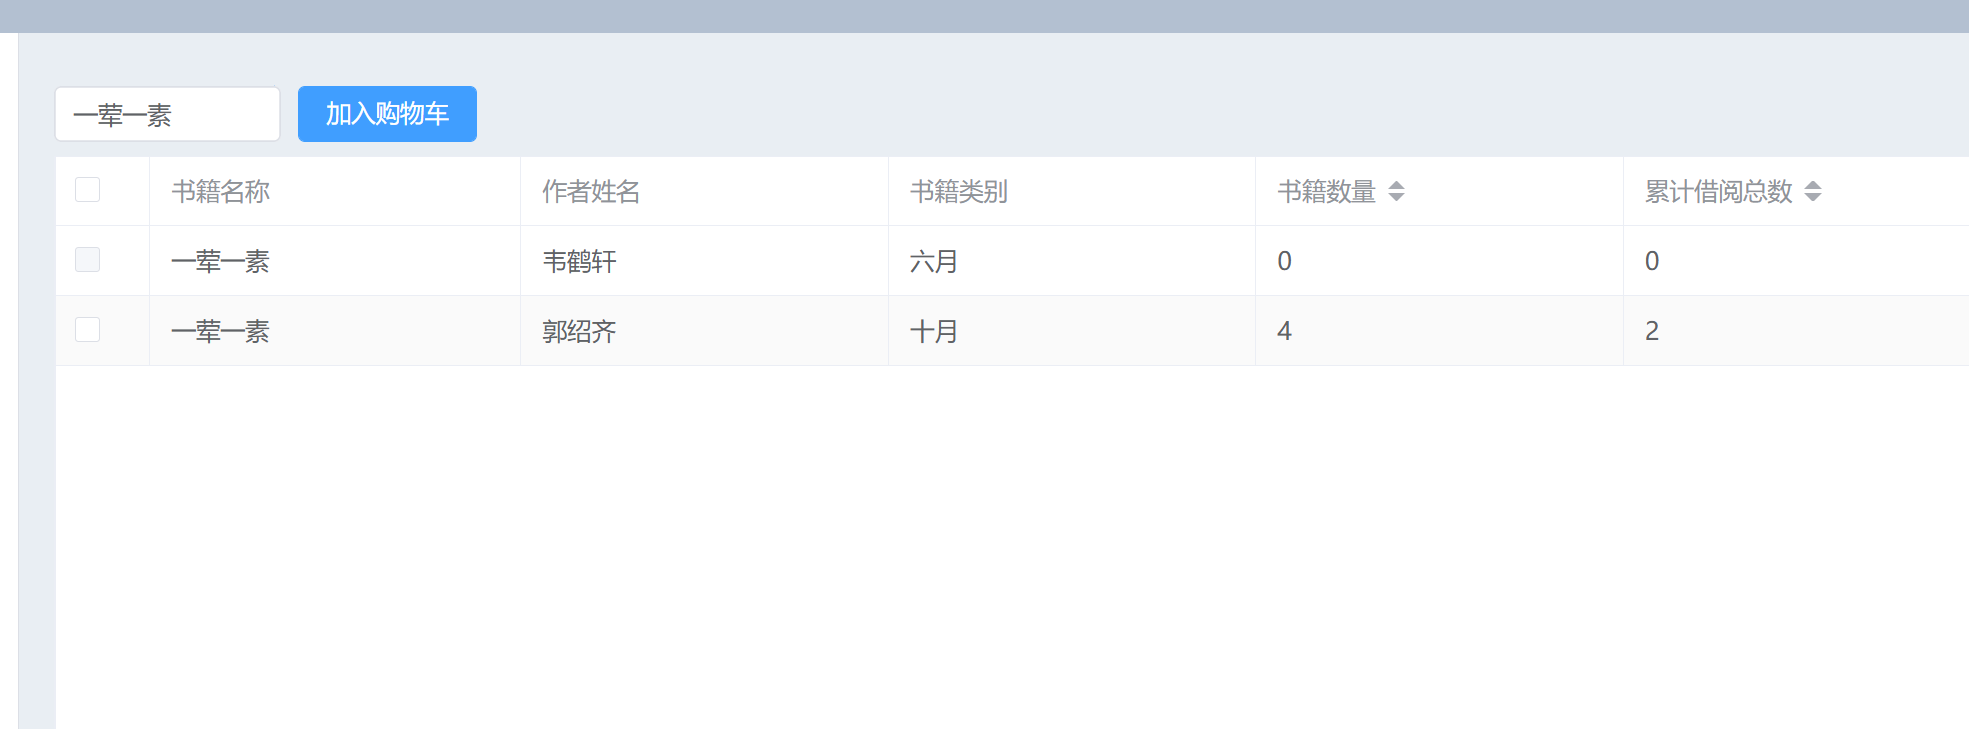 一荤一素 加入购物车
书籍名称 作者姓名 书籍类别 书籍数量 累计借阅总数
一荤一素 韦鹤轩 六月 0 0
一荤一素 郭绍齐 十月 4 2